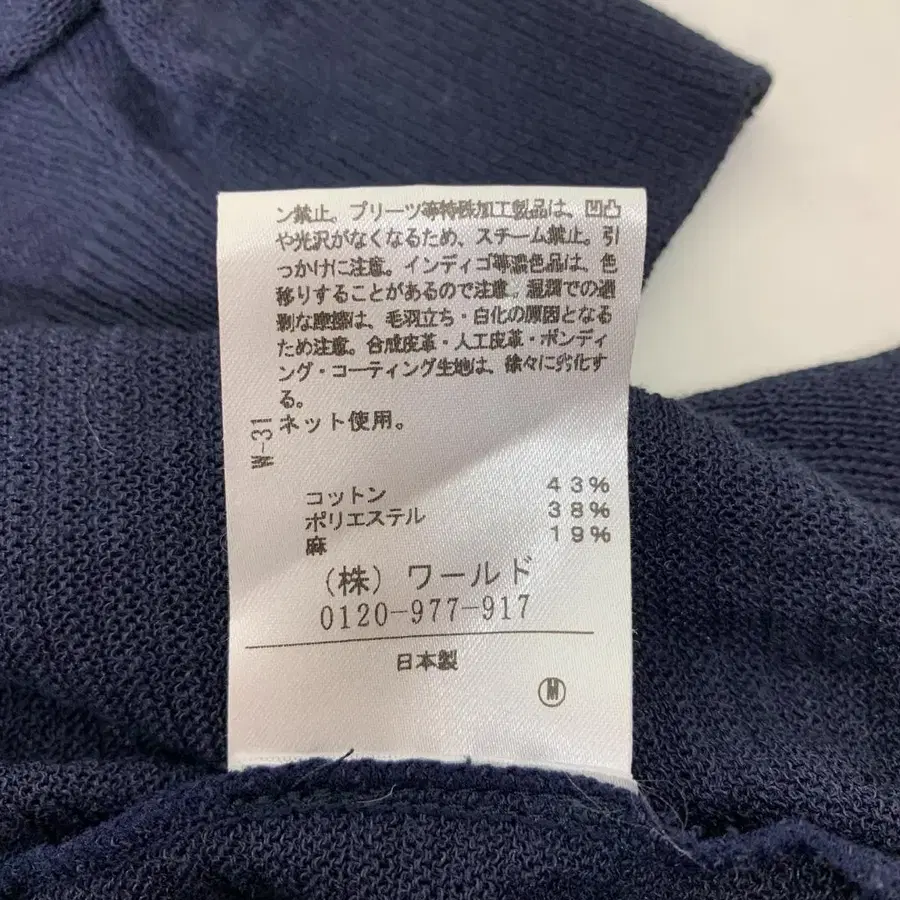 ン禁止。プリーツ等特殊加工製品は、凹凸
や光沢がなくなるため、スチーム禁止。引
っかけに注意。インディゴ等濃色品は、色
移りすることがあるので注意。湿潤での過
剰な摩擦は、毛羽立ち・白化の原因となる
ため注意。合成皮革・人工皮革・ボンディ
ング・コーティング生地は、徐々に劣化す
る。
ネット使用。
W-31
コットン 43%
ポリエステル 38%
麻 19%
(株) ワールド
0120-977-917
日本製
M